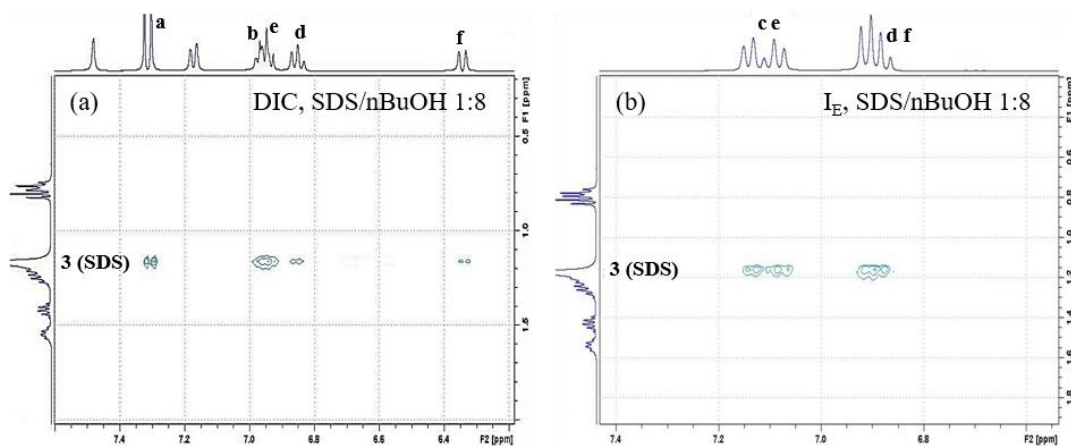 a b e d f
(a) DIC, SDS/nBuOH 1:8
3 (SDS)
0.5
1.0
1.5
F1 [ppm]
7.4 7.2 7.0 6.8 6.6 6.4 F2 [ppm]
c e d f
(b) I_E, SDS/nBuOH 1:8
3 (SDS)
0.6
0.8
1.0
1.2
1.4
1.6
1.8
F1 [ppm]
7.4 7.2 7.0 6.8 F2 [ppm]